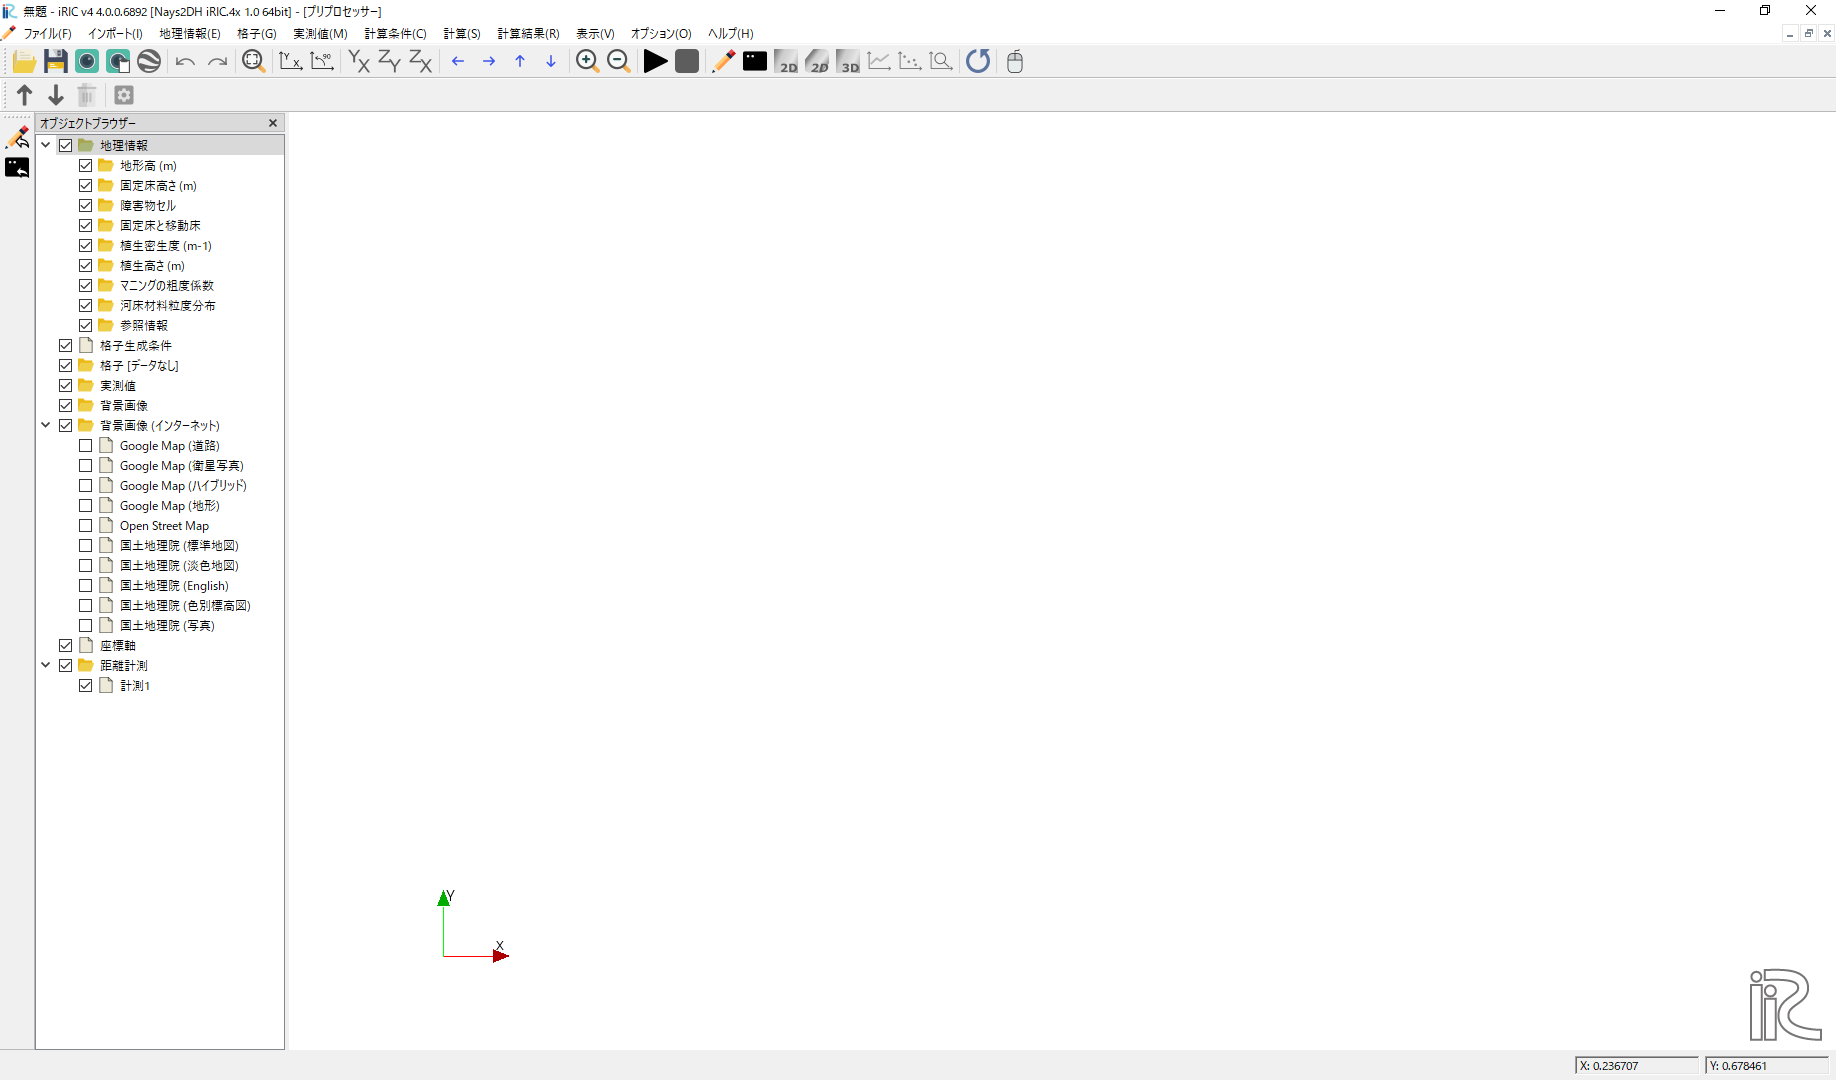 無題 - iRIC v4 4.0.0.6892 [Nays2DH iRIC.4x 1.0 64bit] - [プリプロセッサー]
ファイル(F) インポート(I) 地理情報(E) 格子(G) 実測値(M) 計算条件(C) 計算(S) 計算結果(R) 表示(V) オプション(O) ヘルプ(H)
Y X 90 YX ZY ZX 2D 2D 3D
オブジェクトブラウザー
地理情報
地形高 (m)
固定床高さ (m)
障害物セル
固定床と移動床
植生密生度 (m-1)
植生高さ (m)
マニングの粗度係数
河床材料粒度分布
参照情報
格子生成条件
格子 [データなし]
実測値
背景画像
背景画像 (インターネット)
Google Map (道路)
Google Map (衛星写真)
Google Map (ハイブリッド)
Google Map (地形)
Open Street Map
国土地理院 (標準地図)
国土地理院 (淡色地図)
国土地理院 (English)
国土地理院 (色別標高図)
国土地理院 (写真)
座標軸
距離計測
計測1
Y
X
iRIC
X: 0.236707
Y: 0.678461